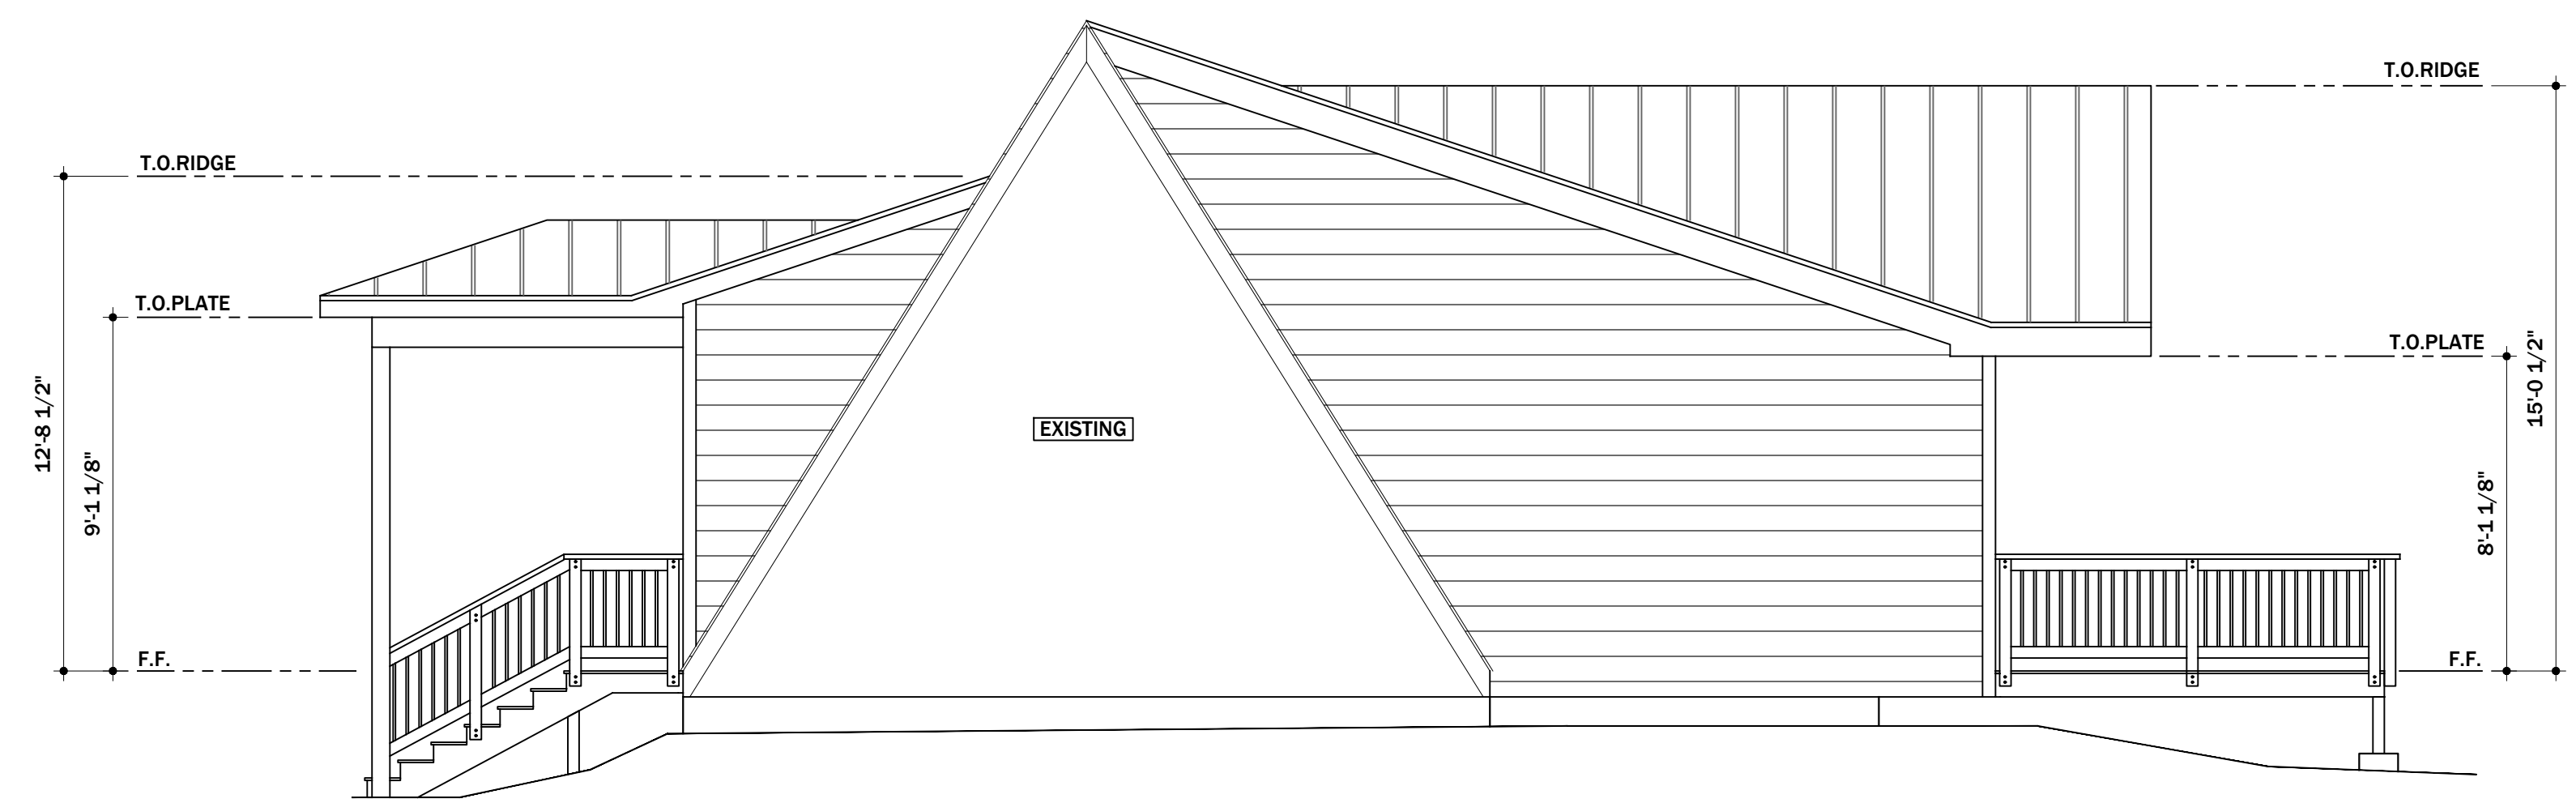 T.O.RIDGE
T.O.RIDGE
T.O.PLATE
T.O.PLATE
12'-8 1/2"
9'-1 1/8"
EXISTING
8'-1 1/8"
15'-0 1/2"
F.F.
F.F.